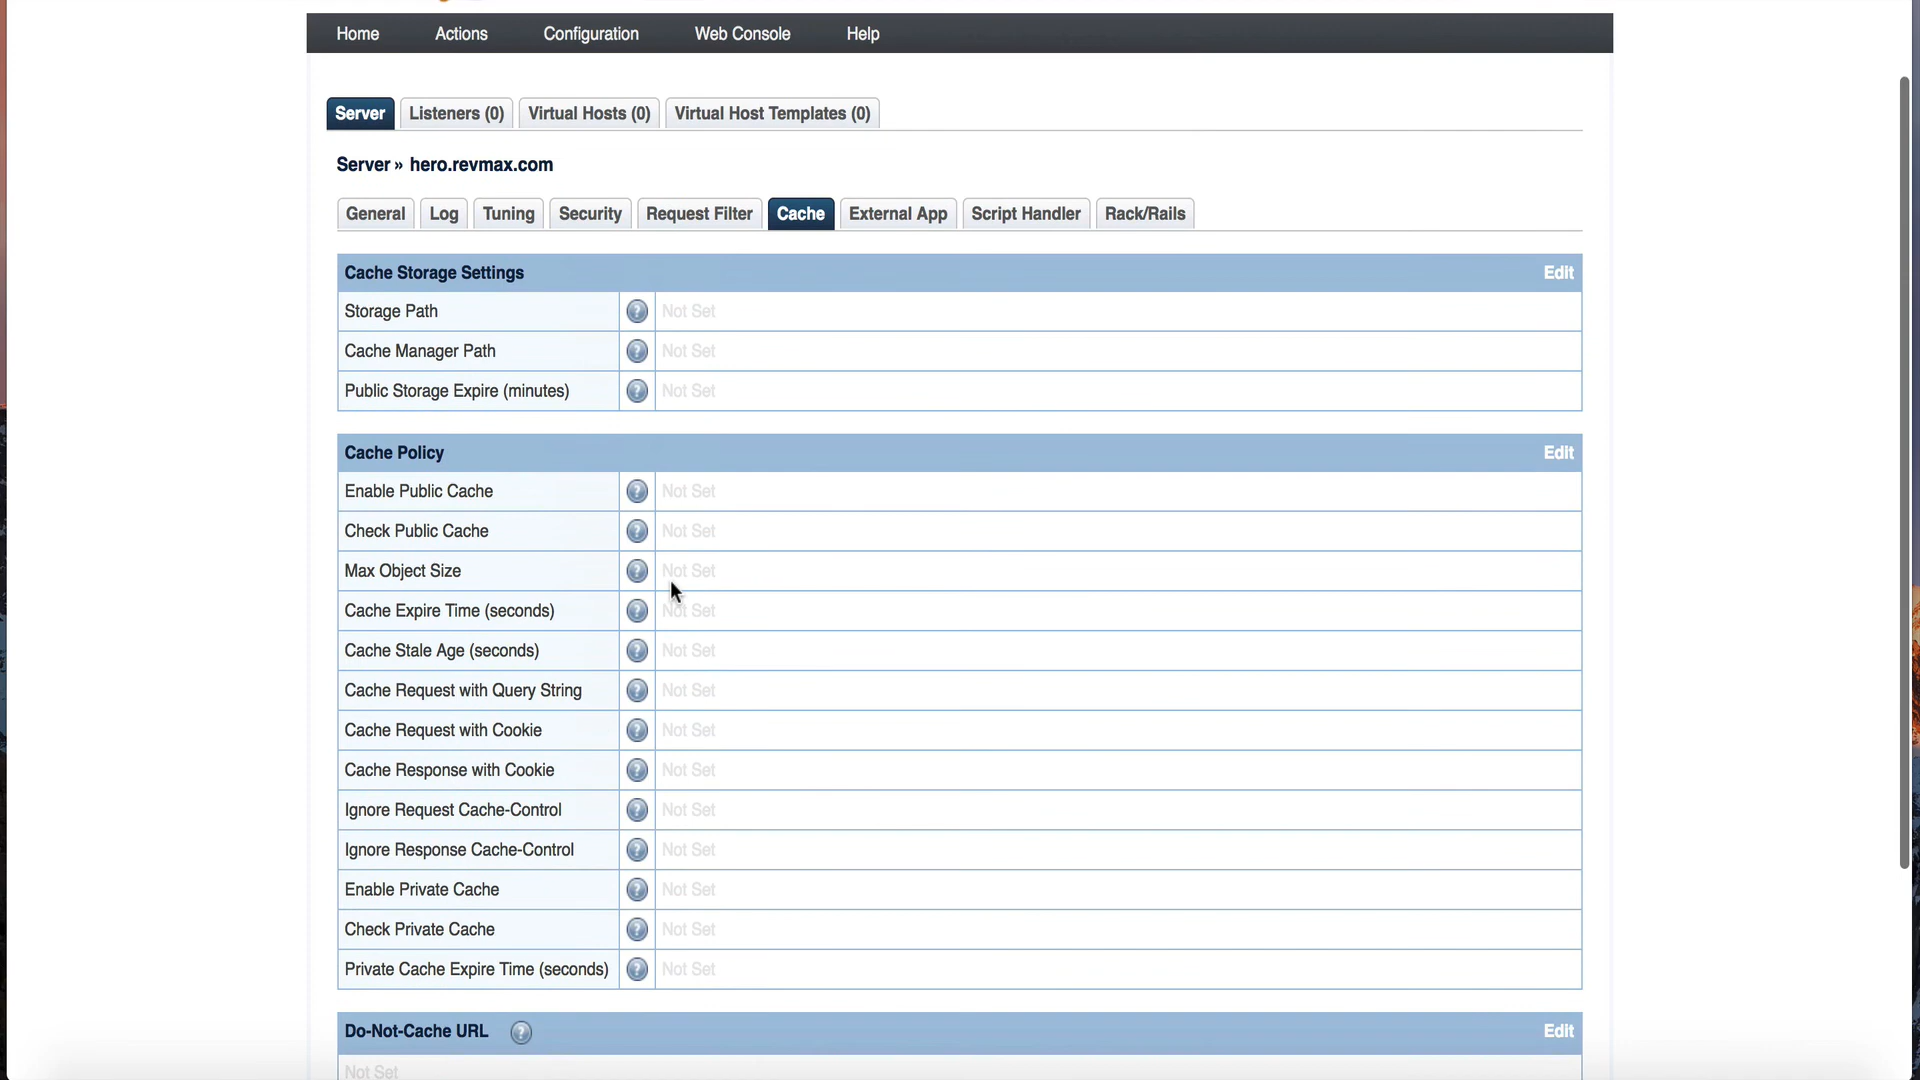 Home Actions Configuration Web Console Help
Server Listeners (0) Virtual Hosts (0) Virtual Host Templates (0)
Server » hero.revmax.com
General Log Tuning Security Request Filter Cache External App Script Handler Rack/Rails
Cache Storage Settings Edit
Storage Path ? Not Set
Cache Manager Path ? Not Set
Public Storage Expire (minutes) ? Not Set
Cache Policy Edit
Enable Public Cache ? Not Set
Check Public Cache ? Not Set
Max Object Size ? Not Set
Cache Expire Time (seconds) ? Not Set
Cache Stale Age (seconds) ? Not Set
Cache Request with Query String ? Not Set
Cache Request with Cookie ? Not Set
Cache Response with Cookie ? Not Set
Ignore Request Cache-Control ? Not Set
Ignore Response Cache-Control ? Not Set
Enable Private Cache ? Not Set
Check Private Cache ? Not Set
Private Cache Expire Time (seconds) ? Not Set
Do-Not-Cache URL ? Edit
Not Set